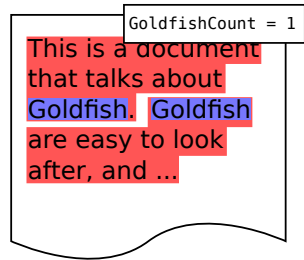 GoldfishCount = 1
This is a document
that talks about
Goldfish. Goldfish
are easy to look
after, and ...